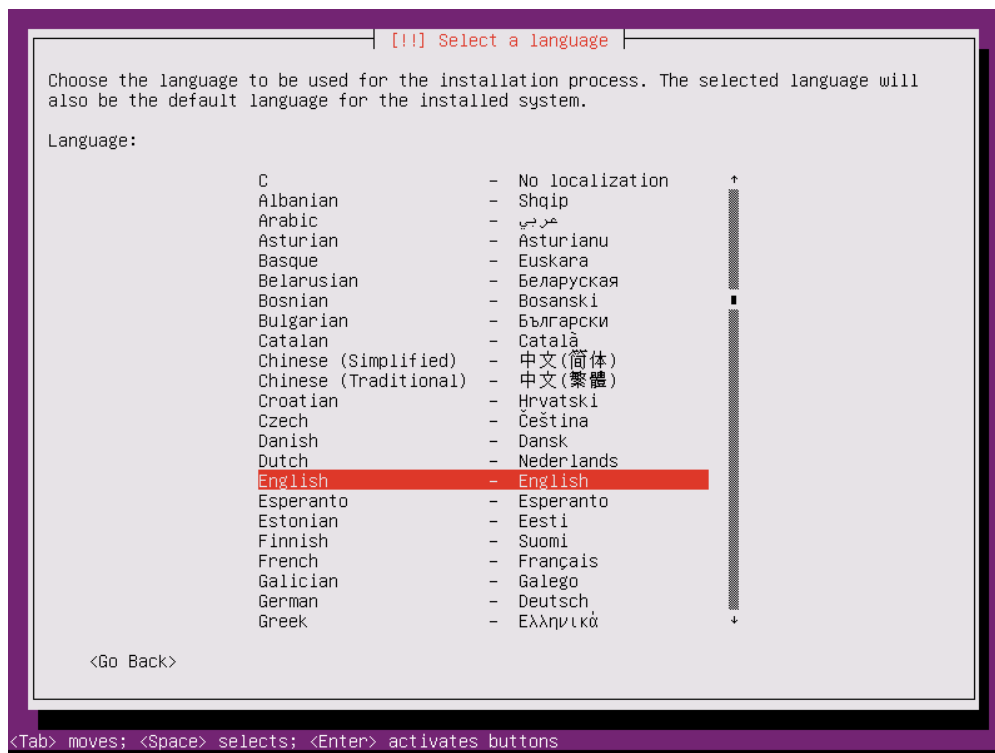 [!!] Select a language
Choose the language to be used for the installation process. The selected language will
also be the default language for the installed system.
Language:
C - No localization
Albanian - Shqip
Arabic - عربي
Asturian - Asturianu
Basque - Euskara
Belarusian - Беларуская
Bosnian - Bosanski
Bulgarian - Български
Catalan - Català
Chinese (Simplified) - 中文(简体)
Chinese (Traditional) - 中文(繁體)
Croatian - Hrvatski
Czech - Čeština
Danish - Dansk
Dutch - Nederlands
English - English
Esperanto - Esperanto
Estonian - Eesti
Finnish - Suomi
French - Français
Galician - Galego
German - Deutsch
Greek - Ελληνικά
<Go Back>
<Tab> moves; <Space> selects; <Enter> activates buttons